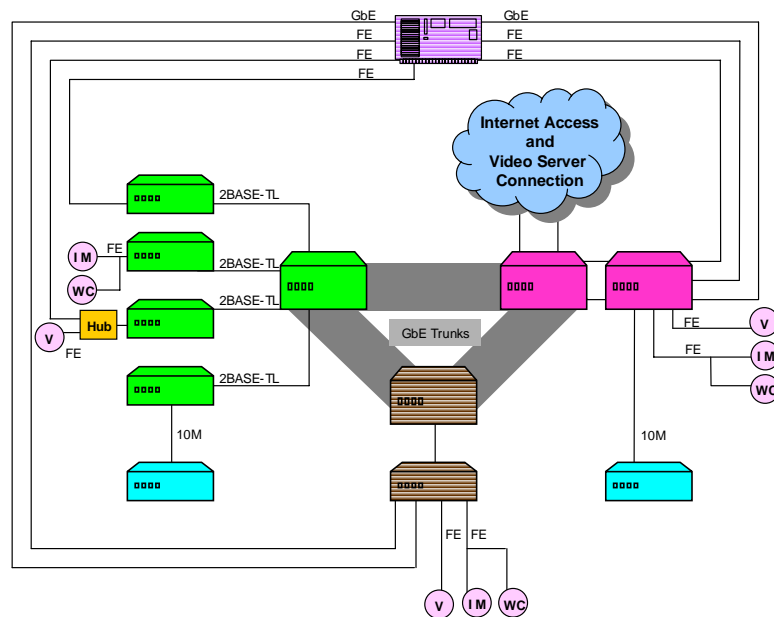 GbE
GbE
FE
FE
FE
FE
FE
Internet Access
and
Video Server
Connection
2BASE-TL
I M
FE
2BASE-TL
WC
2BASE-TL
Hub
V
FE
GbE Trunks
FE
V
FE
I M
WC
2BASE-TL
10M
10M
FE
FE
V
I M
WC